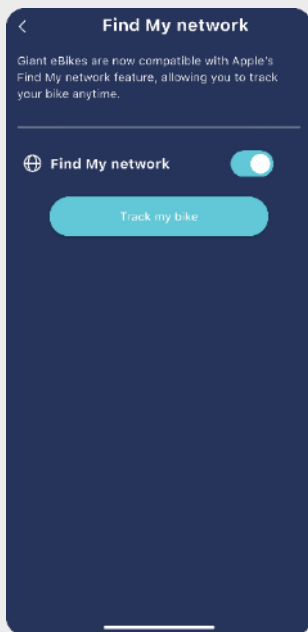 Find My network
Giant eBikes are now compatible with Apple's
Find My network feature, allowing you to track
your bike anytime.
Find My network
Track my bike